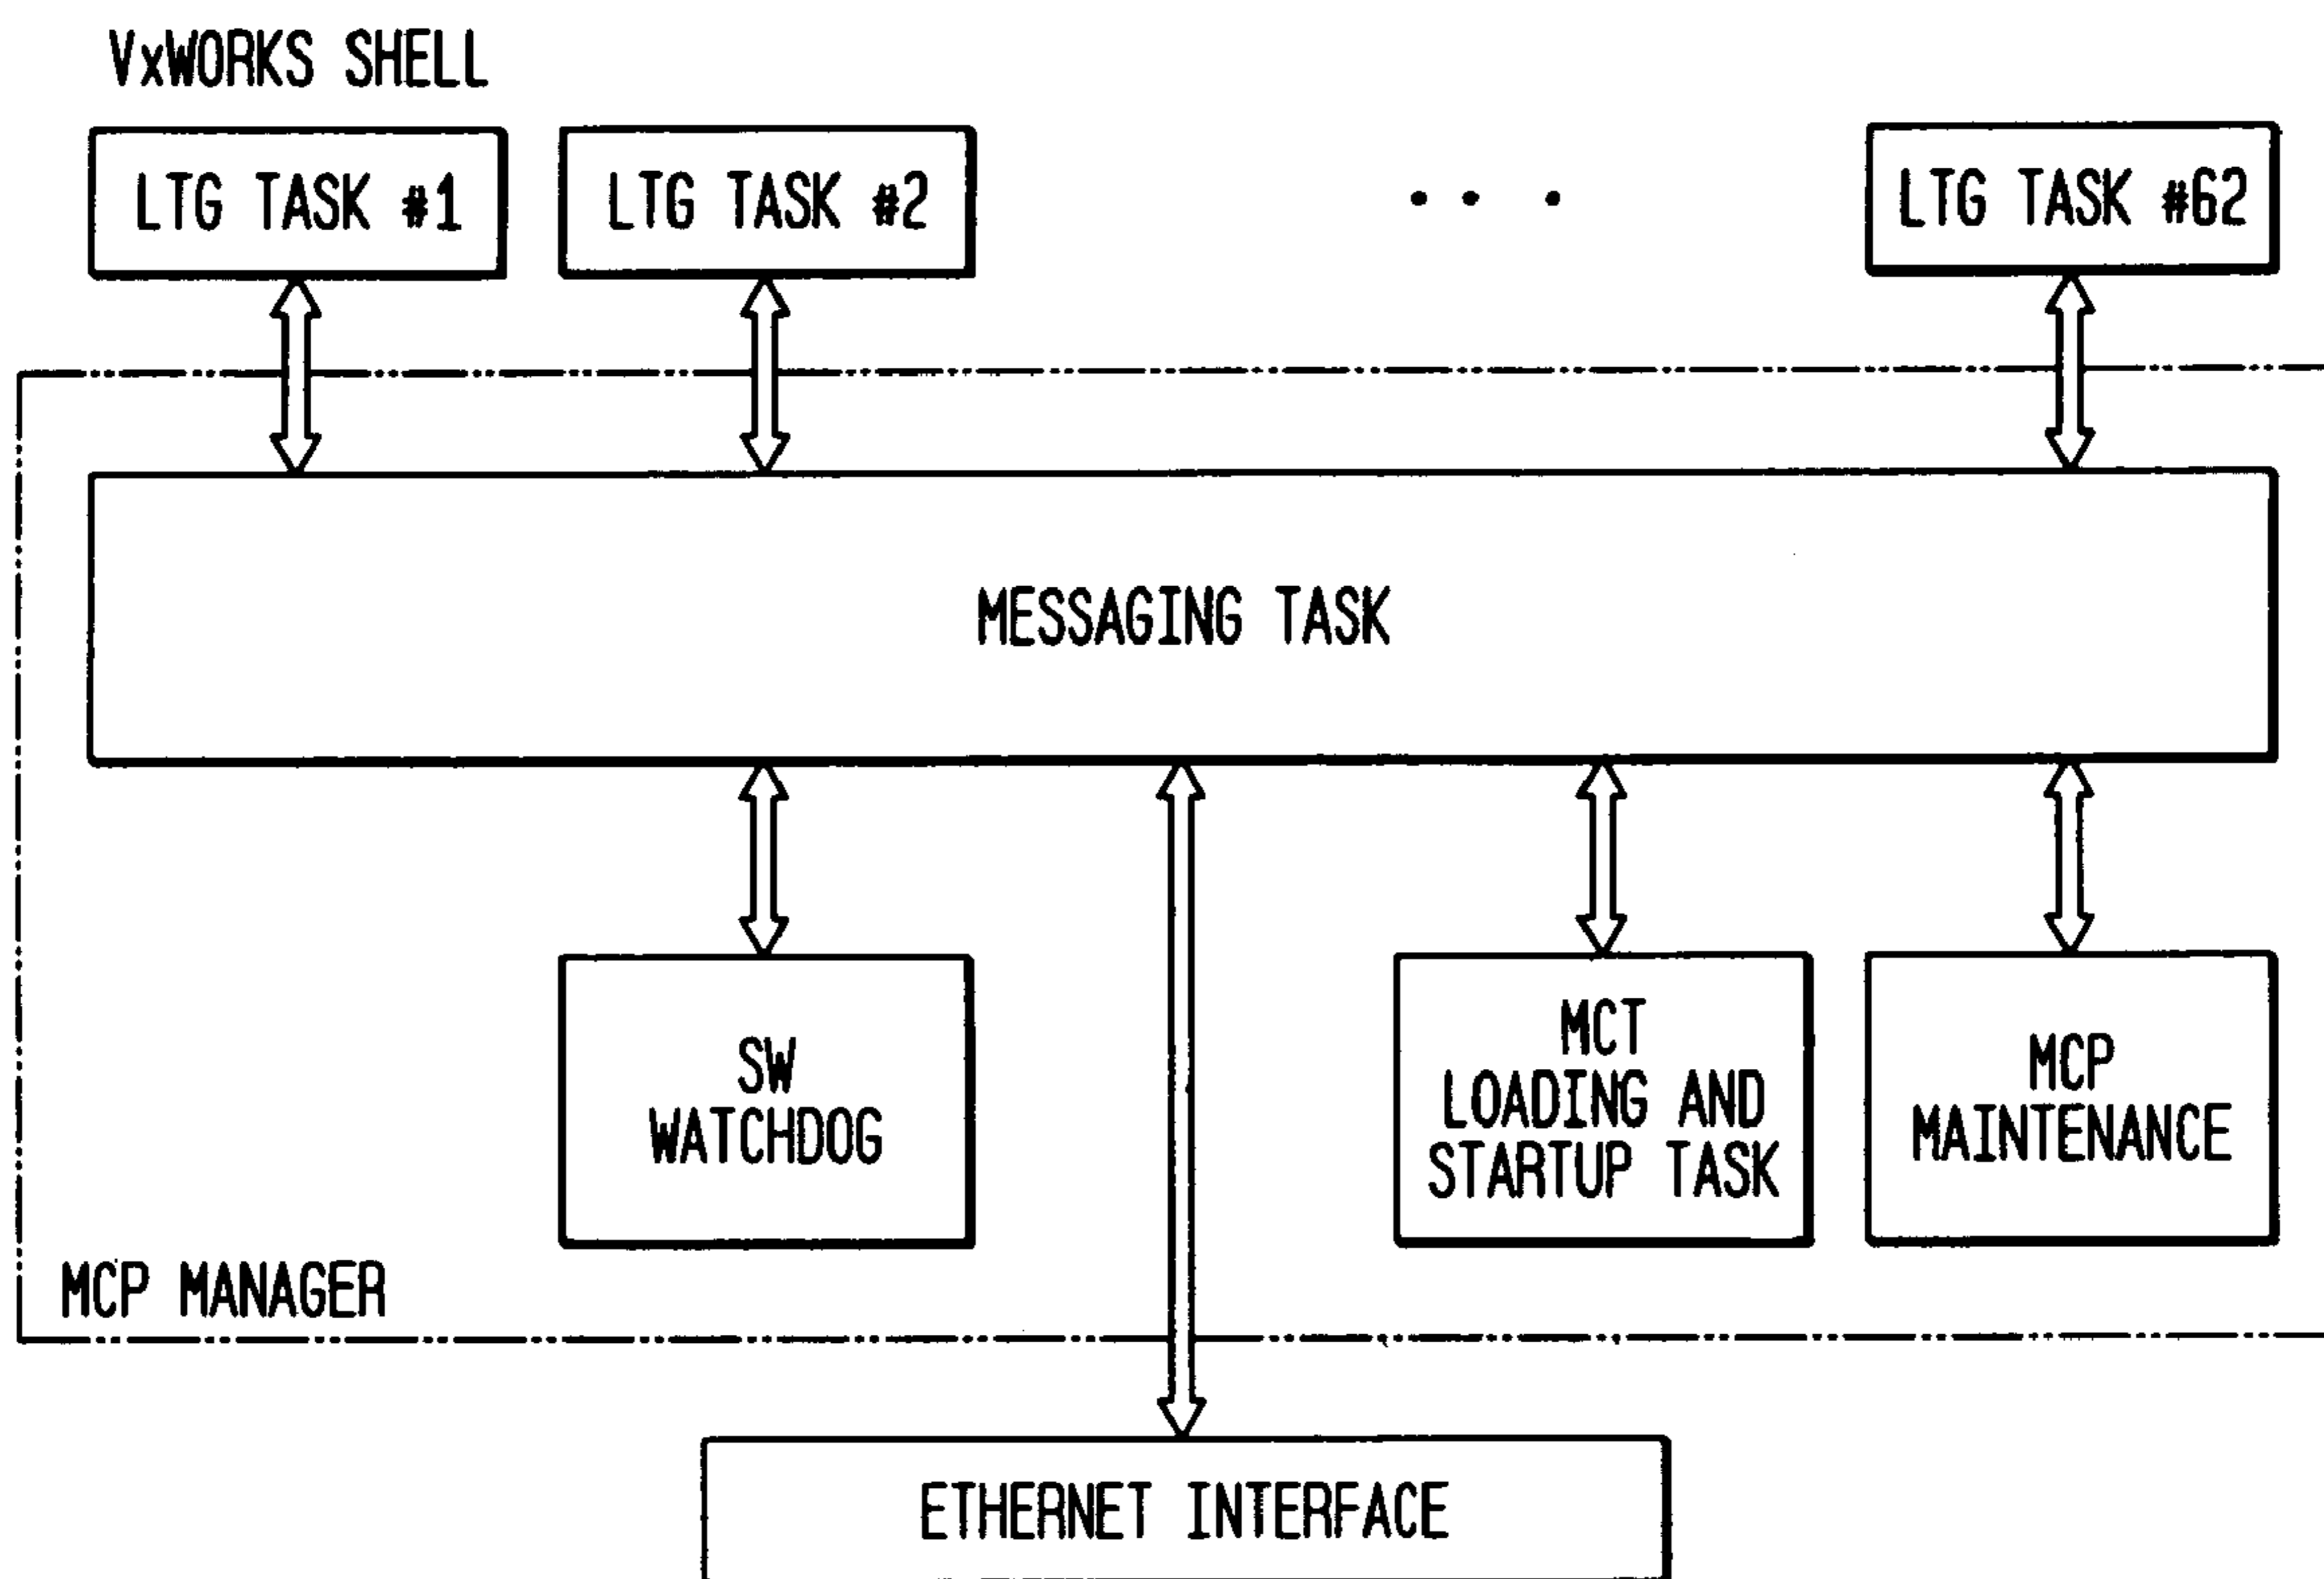 VxWORKS SHELL
LTG TASK #1
LTG TASK #2
. . .
LTG TASK #62
MESSAGING TASK
SW
WATCHDOG
MCT
LOADING AND
STARTUP TASK
MCP
MAINTENANCE
MCP MANAGER
ETHERNET INTERFACE